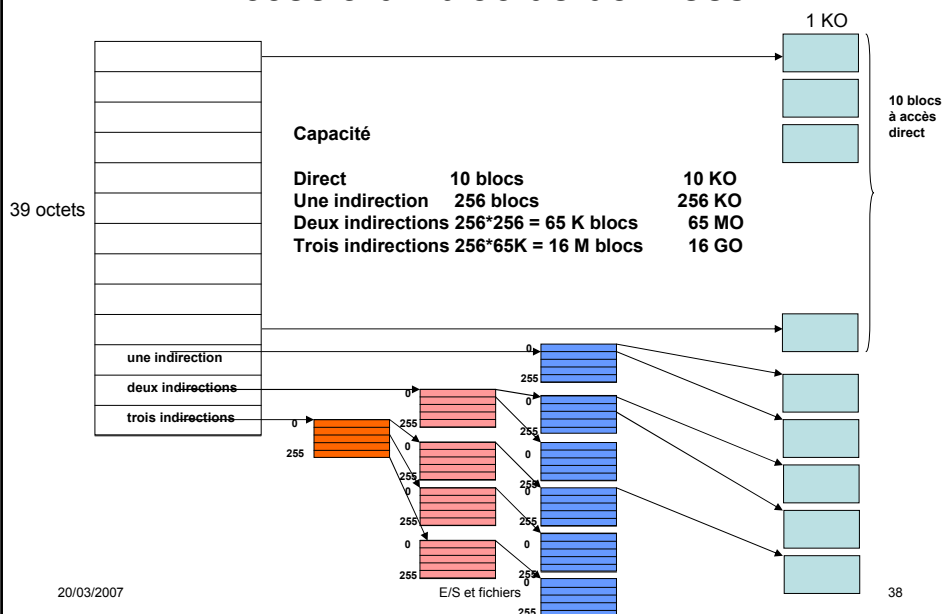 1 KO
10 blocs
à accès
direct
Capacité
Direct 10 blocs 10 KO
Une indirection 256 blocs 256 KO
Deux indirections 256*256 = 65 K blocs 65 MO
Trois indirections 256*65K = 16 M blocs 16 GO
39 octets
une indirection
0
255
deux indirections
0
255
0
255
trois indirections
0
255
0
255
0
255
0
255
0
255
0
255
0
255
0
255
20/03/2007
E/S et fichiers
38